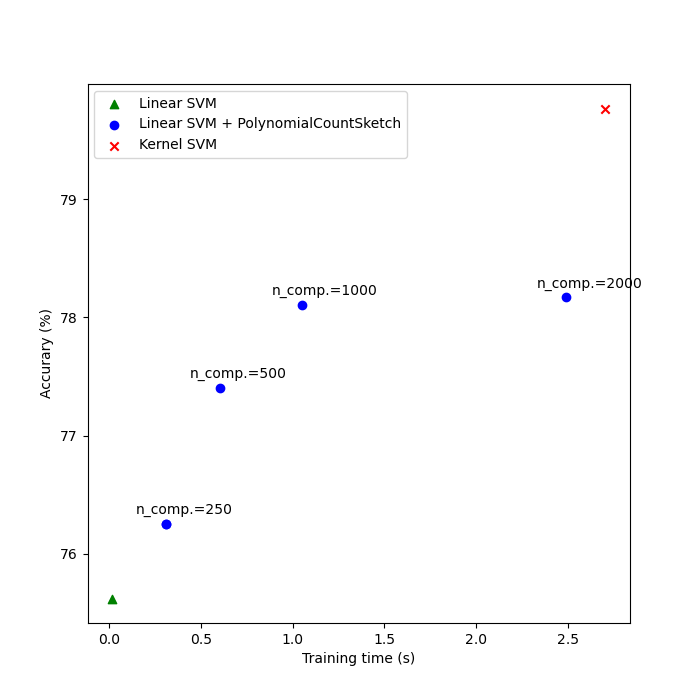 Linear SVM
Linear SVM + PolynomialCountSketch
Kernel SVM
79
n_comp.=2000
n_comp.=1000
78
n_comp.=500
Accurary (%)
77
n_comp.=250
76
0.0 0.5 1.0 1.5 2.0 2.5
Training time (s)